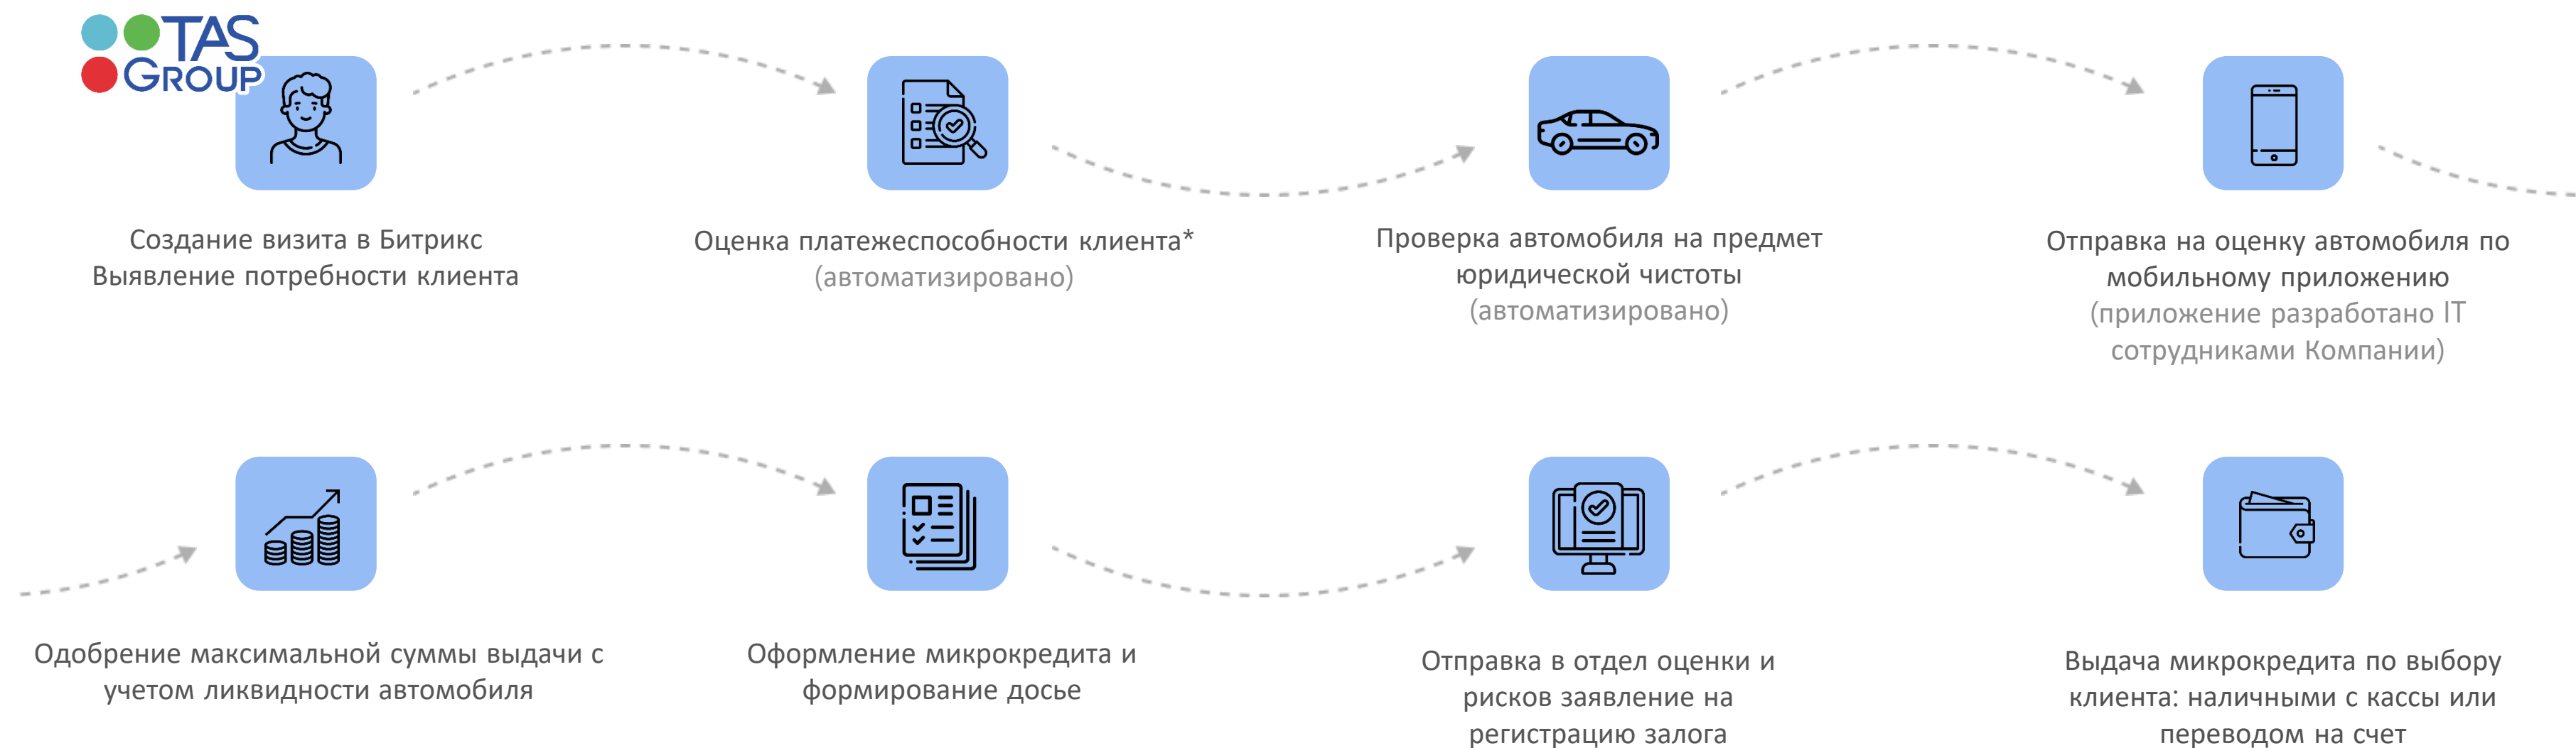 TAS
GROUP
Создание визита в Битрикс
Выявление потребности клиента
Оценка платежеспособности клиента*
(автоматизировано)
Проверка автомобиля на предмет
юридической чистоты
(автоматизировано)
Отправка на оценку автомобиля по
мобильному приложению
(приложение разработано IT
сотрудниками Компании)
Одобрение максимальной суммы выдачи с
учетом ликвидности автомобиля
Оформление микрокредита и
формирование досье
Отправка в отдел оценки и
рисков заявление на
регистрацию залога
Выдача микрокредита по выбору
клиента: наличными с кассы или
переводом на счет